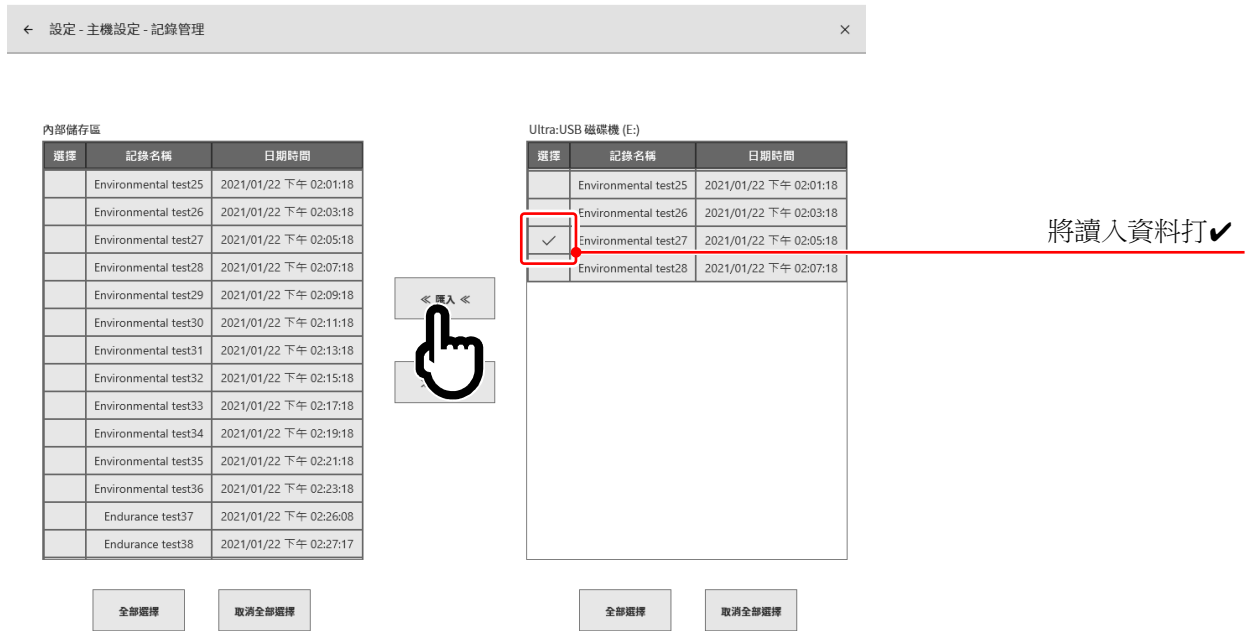 ← 設定 - 主機設定 - 記錄管理 ×
內部儲存區
選擇 記錄名稱 日期時間
Environmental test25 2021/01/22 下午 02:01:18
Environmental test26 2021/01/22 下午 02:03:18
Environmental test27 2021/01/22 下午 02:05:18
Environmental test28 2021/01/22 下午 02:07:18
Environmental test29 2021/01/22 下午 02:09:18
Environmental test30 2021/01/22 下午 02:11:18
Environmental test31 2021/01/22 下午 02:13:18
Environmental test32 2021/01/22 下午 02:15:18
Environmental test33 2021/01/22 下午 02:17:18
Environmental test34 2021/01/22 下午 02:19:18
Environmental test35 2021/01/22 下午 02:21:18
Environmental test36 2021/01/22 下午 02:23:18
Endurance test37 2021/01/22 下午 02:26:08
Endurance test38 2021/01/22 下午 02:27:17
全部選擇 取消全部選擇
≪ 匯入 ≪
Ultra:USB 磁碟機 (E:)
選擇 記錄名稱 日期時間
Environmental test25 2021/01/22 下午 02:01:18
Environmental test26 2021/01/22 下午 02:03:18
✓ Environmental test27 2021/01/22 下午 02:05:18
Environmental test28 2021/01/22 下午 02:07:18
全部選擇 取消全部選擇
將讀入資料打✔